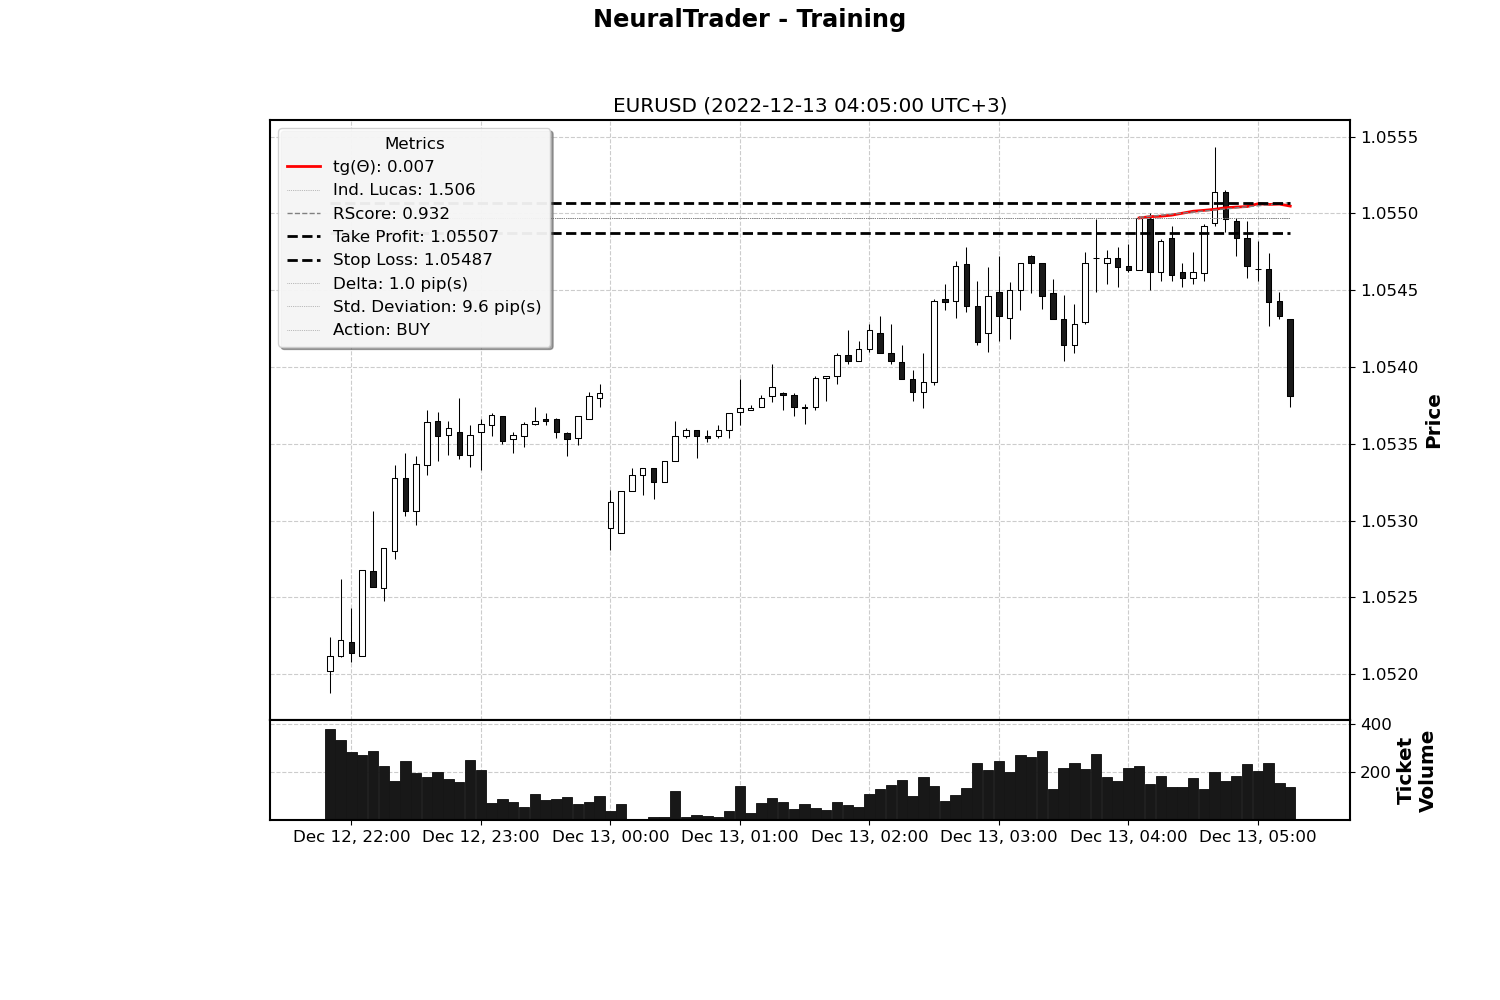 NeuralTrader - Training
EURUSD (2022-12-13 04:05:00 UTC+3)
Metrics
tg(Θ): 0.007
Ind. Lucas: 1.506
RScore: 0.932
Take Profit: 1.05507
Stop Loss: 1.05487
Delta: 1.0 pip(s)
Std. Deviation: 9.6 pip(s)
Action: BUY
1.0555
1.0550
1.0545
1.0540
1.0535
1.0530
1.0525
1.0520
Price
400
200
Ticket
Volume
Dec 12, 22:00 Dec 12, 23:00 Dec 13, 00:00 Dec 13, 01:00 Dec 13, 02:00 Dec 13, 03:00 Dec 13, 04:00 Dec 13, 05:00